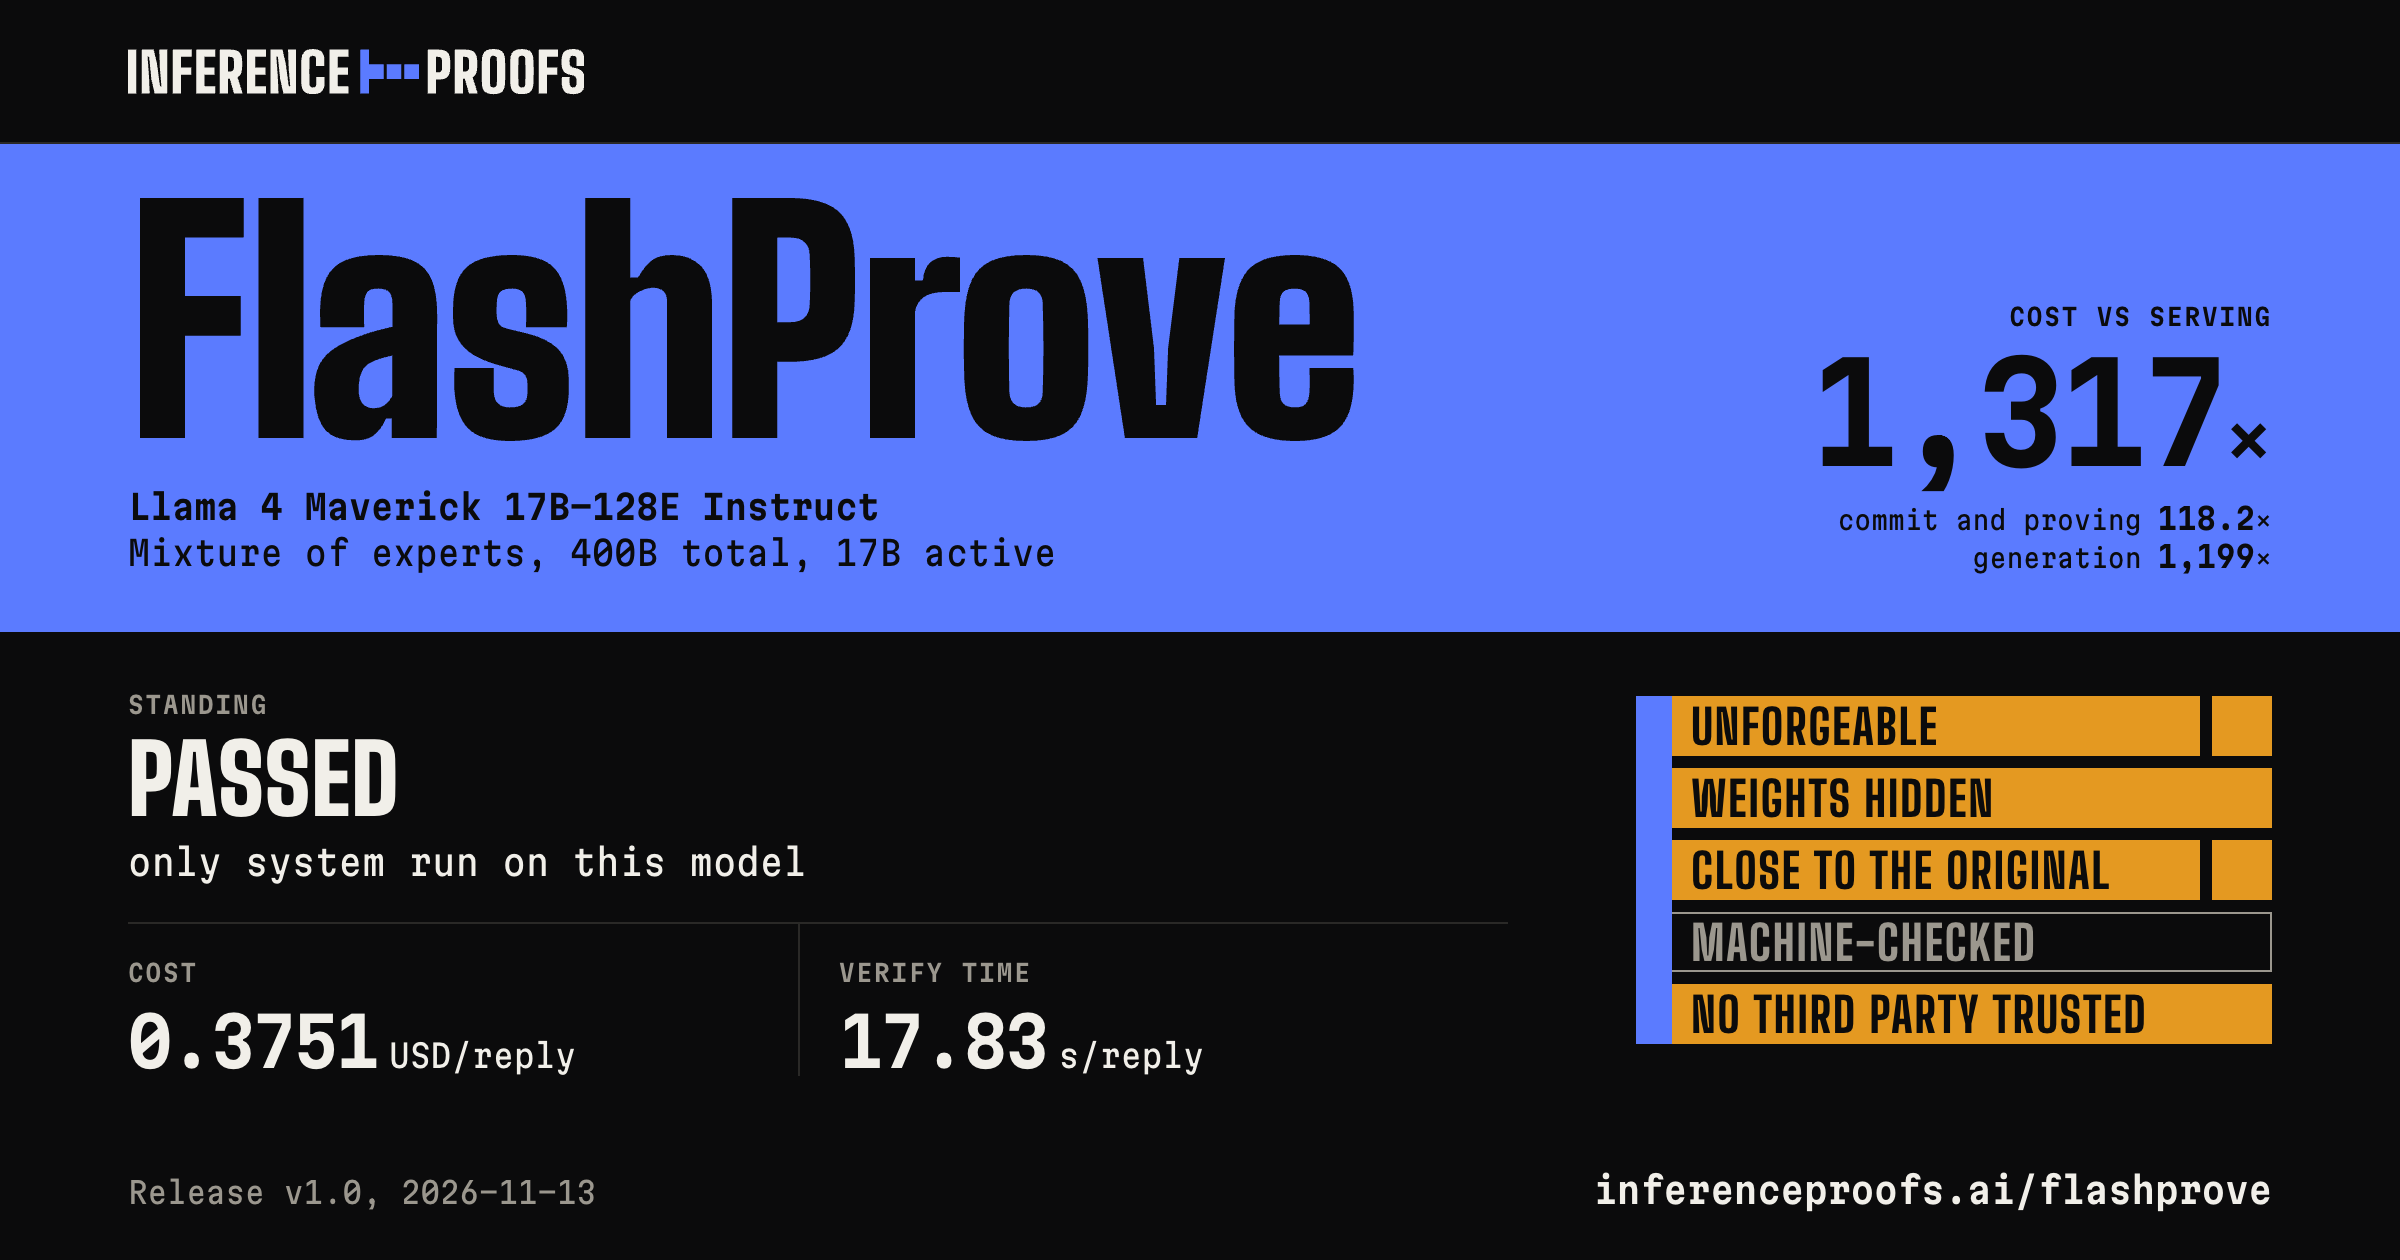 INFERENCE PROOFS
FlashProve
Llama 4 Maverick 17B-128E Instruct
Mixture of experts, 400B total, 17B active
COST VS SERVING
1,317×
commit and proving 118.2×
generation 1,199×
STANDING
PASSED
only system run on this model
COST
0.3751 USD/reply
VERIFY TIME
17.83 s/reply
UNFORGEABLE
WEIGHTS HIDDEN
CLOSE TO THE ORIGINAL
MACHINE-CHECKED
NO THIRD PARTY TRUSTED
Release v1.0, 2026-11-13
inferenceproofs.ai/flashprove